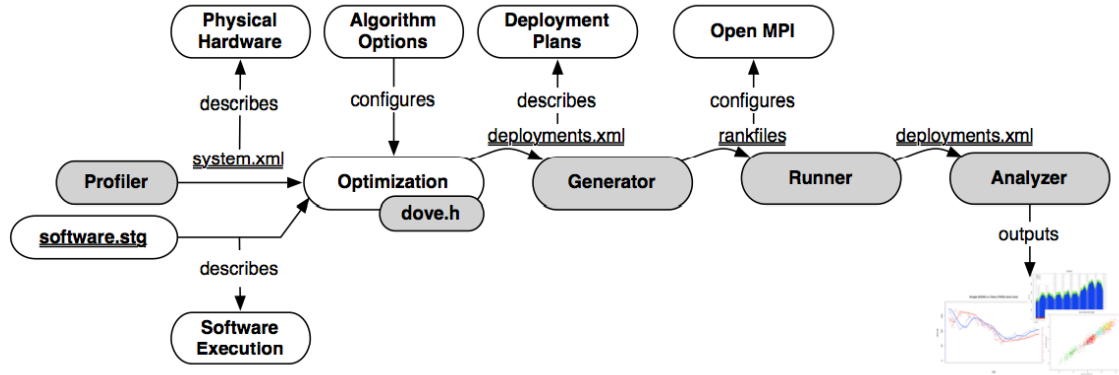 Physical
Hardware
Algorithm
Options
Deployment
Plans
Open MPI
describes
configures
describes
configures
system.xml
deployments.xml
rankfiles
deployments.xml
Profiler
Optimization
Generator
Runner
Analyzer
dove.h
software.stg
outputs
describes
Software
Execution